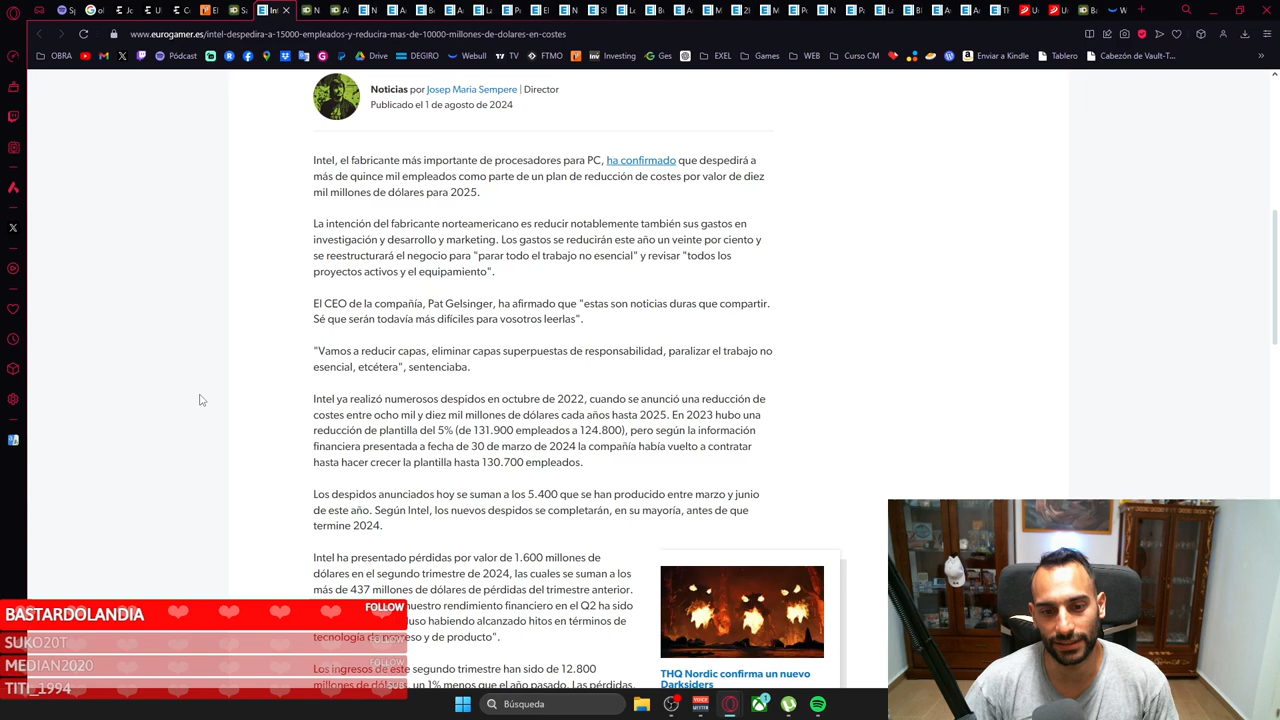 www.eurogamer.es/intel-despedira-a-15000-empleados-y-reducira-mas-de-10000-millones-de-dolares-en-costes
OBRA
Pódcast
Drive
DEGIRO
Webull
TV
FTMO
Investing
Ges
EXEL
Games
WEB
Curso CM
Enviar a Kindle
Tablero
Cabezón de Vault-T...
Noticias por Josep Maria Sempere | Director
Publicado el 1 de agosto de 2024
Intel, el fabricante más importante de procesadores para PC, ha confirmado que despedirá a
más de quince mil empleados como parte de un plan de reducción de costes por valor de diez
mil millones de dólares para 2025.
La intención del fabricante norteamericano es reducir notablemente también sus gastos en
investigación y desarrollo y marketing. Los gastos se reducirán este año un veinte por ciento y
se reestructurará el negocio para "parar todo el trabajo no esencial" y revisar "todos los
proyectos activos y el equipamiento".
El CEO de la compañía, Pat Gelsinger, ha afirmado que "estas son noticias duras que compartir.
Sé que serán todavía más difíciles para vosotros leerlas".
"Vamos a reducir capas, eliminar capas superpuestas de responsabilidad, paralizar el trabajo no
esencial, etcétera", sentenciaba.
Intel ya realizó numerosos despidos en octubre de 2022, cuando se anunció una reducción de
costes entre ocho mil y diez mil millones de dólares cada años hasta 2025. En 2023 hubo una
reducción de plantilla del 5% (de 131.900 empleados a 124.800), pero según la información
financiera presentada a fecha de 30 de marzo de 2024 la compañía había vuelto a contratar
hasta hacer crecer la plantilla hasta 130.700 empleados.
Los despidos anunciados hoy se suman a los 5.400 que se han producido entre marzo y junio
de este año. Según Intel, los nuevos despidos se completarán, en su mayoría, antes de que
termine 2024.
Intel ha presentado pérdidas por valor de 1.600 millones de
dólares en el segundo trimestre de 2024, las cuales se suman a los
más de 437 millones de dólares de pérdidas del trimestre anterior.
nuestro rendimiento financiero en el Q2 ha sido
uso habiendo alcanzado hitos en términos de
tecnología de proceso y de producto".
Los ingresos de este segundo trimestre han sido de 12.800
millones de dólares, un 1% menos que el año pasado. Las pérdidas
THQ Nordic confirma un nuevo
Darksiders
BASTARDOLANDIA
FOLLOW
SUKO20T
FOLLOW
MEDIAN2020
FOLLOW
TITI_1994
SUB
Búsqueda